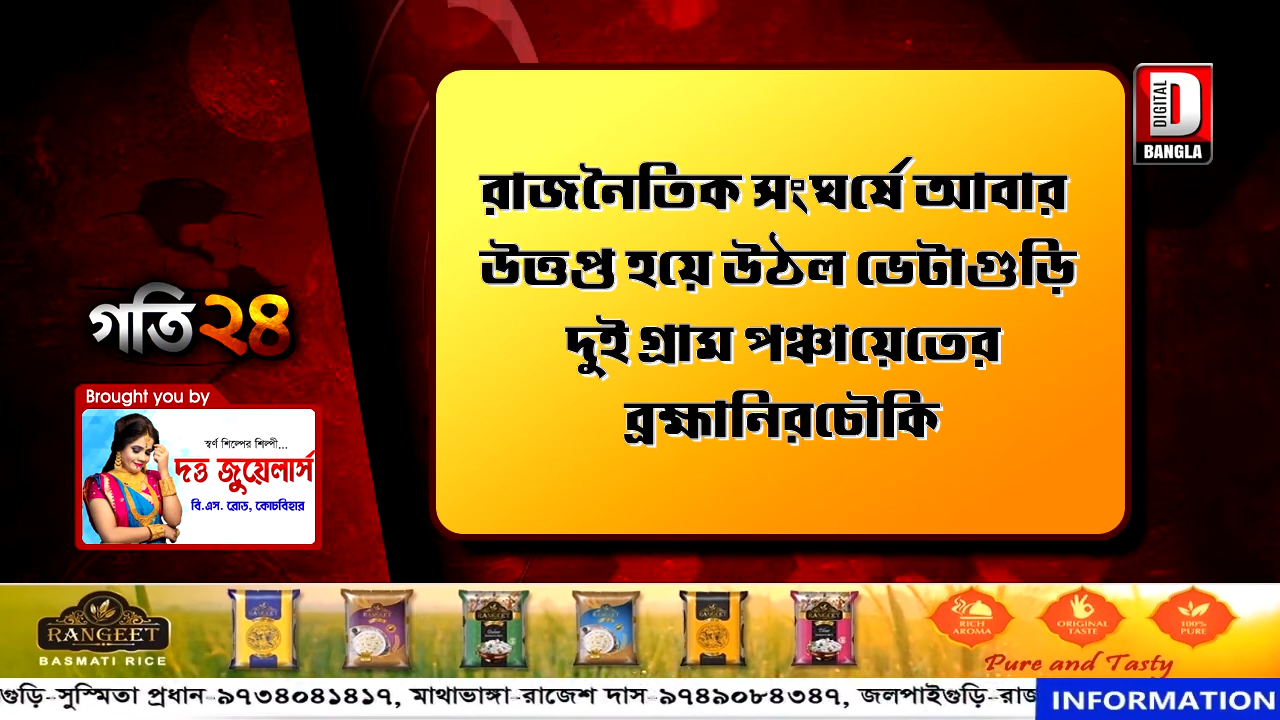 DIGITAL
D
BANGLA
রাজনৈতিক সংঘর্ষে আবার
উত্তপ্ত হয়ে উঠল ভেটাগুড়ি
দুই গ্রাম পঞ্চায়েতের
ব্রহ্মানিরচৌকি
গতি ২৪
Brought you by
স্বর্ণ শিল্পের শিল্পী...
দত্ত জুয়েলার্স
বি.এস. রোড, কোচবিহার
RANGEET
BASMATI RICE
RICH AROMA
ORIGINAL TASTE
100% PURE
Pure and Tasty
গুড়ি-সুস্মিতা প্রধান-৯৭৩৪০৪১৪১৭, মাথাভাঙ্গা-রাজেশ দাস-৯৭৪৯০৮৪৩৪৭, জলপাইগুড়ি-রাজ
INFORMATION